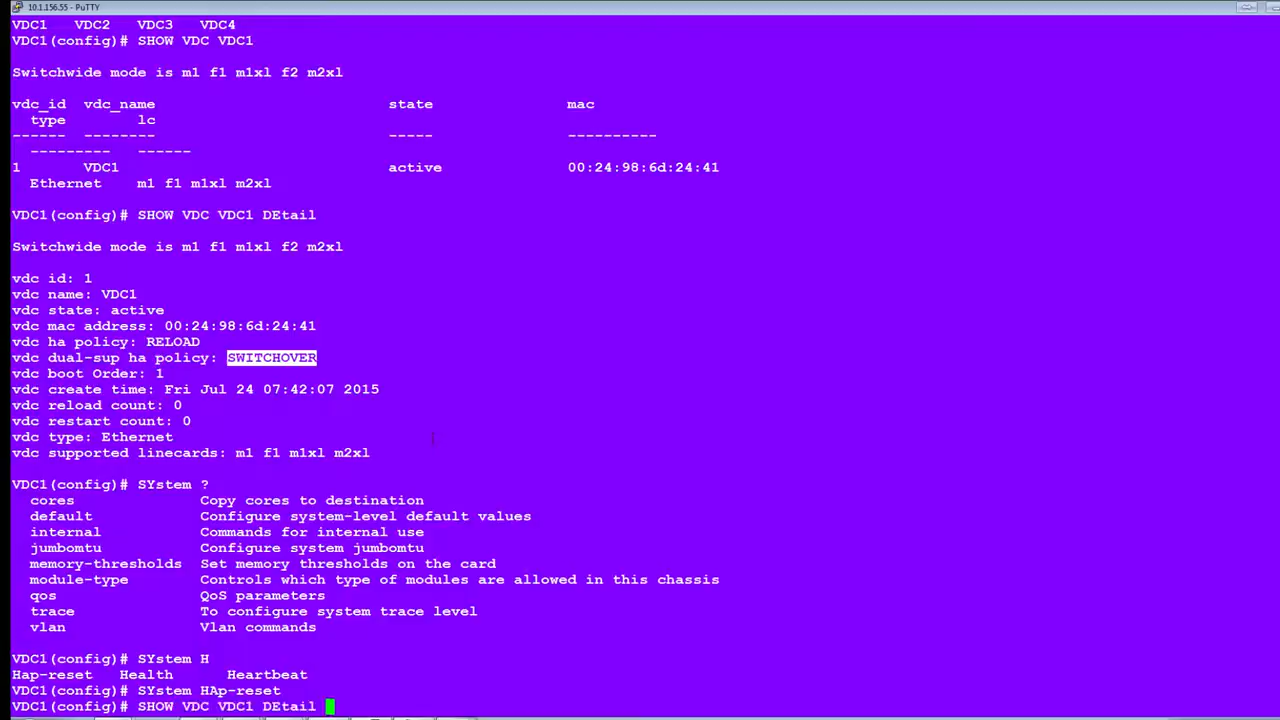 10.1.156.55 - PuTTY
VDC1 VDC2 VDC3 VDC4
VDC1(config)# SHOW VDC VDC1
Switchwide mode is m1 f1 m1xl f2 m2xl
vdc_id vdc_name state mac
type lc
------ -------- ----- ----------
--------- ------
1 VDC1 active 00:24:98:6d:24:41
Ethernet m1 f1 m1xl m2xl
VDC1(config)# SHOW VDC VDC1 DEtail
Switchwide mode is m1 f1 m1xl f2 m2xl
vdc id: 1
vdc name: VDC1
vdc state: active
vdc mac address: 00:24:98:6d:24:41
vdc ha policy: RELOAD
vdc dual-sup ha policy: SWITCHOVER
vdc boot Order: 1
vdc create time: Fri Jul 24 07:42:07 2015
vdc reload count: 0
vdc restart count: 0
vdc type: Ethernet
vdc supported linecards: m1 f1 m1xl m2xl
VDC1(config)# SYstem ?
cores Copy cores to destination
default Configure system-level default values
internal Commands for internal use
jumbomtu Configure system jumbomtu
memory-thresholds Set memory thresholds on the card
module-type Controls which type of modules are allowed in this chassis
qos QoS parameters
trace To configure system trace level
vlan Vlan commands
VDC1(config)# SYstem H
Hap-reset Health Heartbeat
VDC1(config)# SYstem HAp-reset
VDC1(config)# SHOW VDC VDC1 DEtail